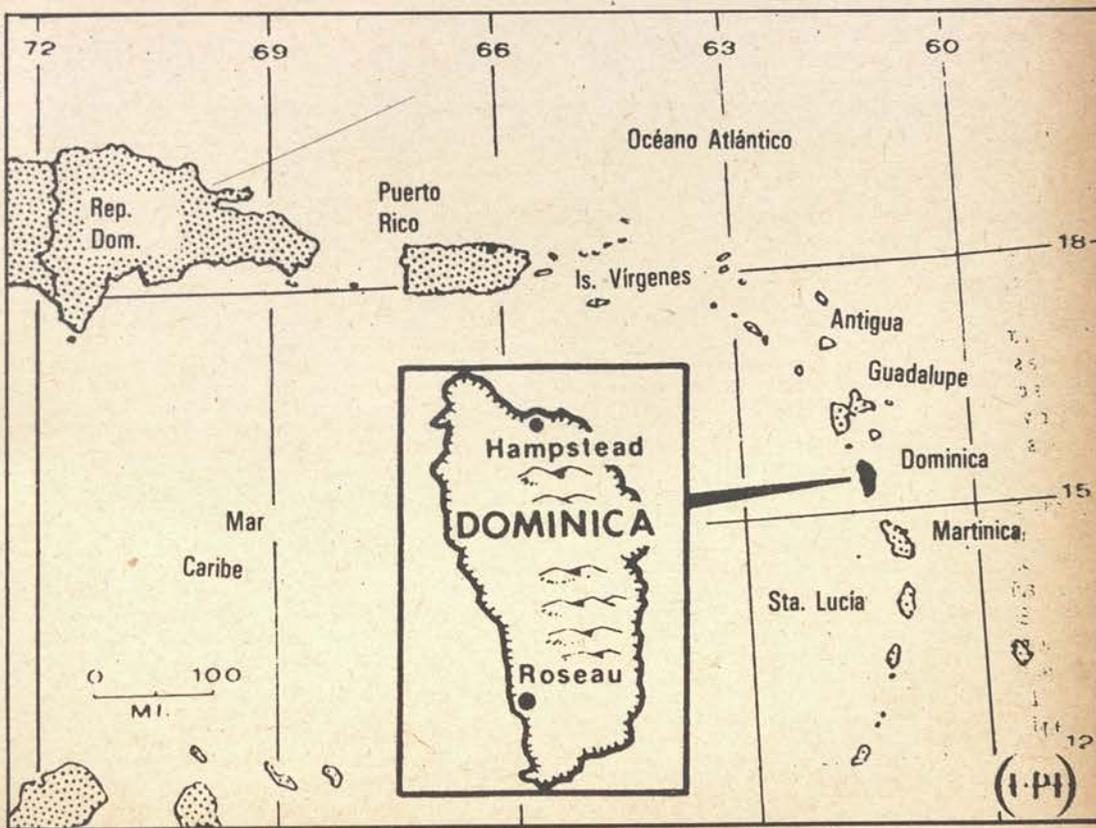 72 69 66 63 60
Océano Atlántico
Puerto
Rico
Rep.
Dom.
18
Is. Vírgenes
Antigua
Guadalupe
Hampstead
Dominica
15
DOMINICA
Mar
Caribe
Martinica
Sta. Lucía
Roseau
0 100
MI.
12